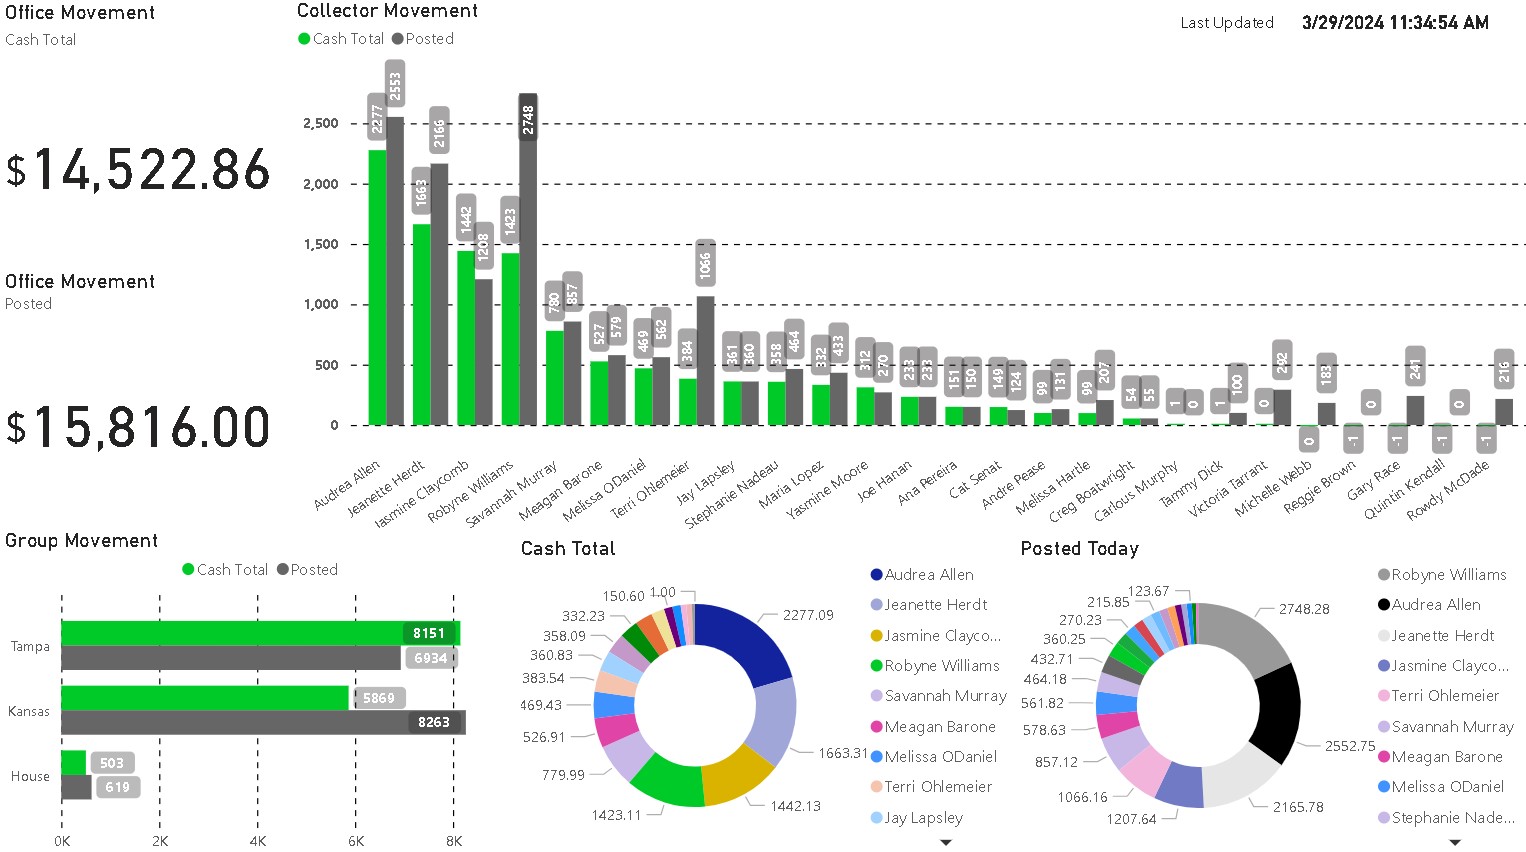 Office Movement
Cash Total
$14,522.86
Office Movement
Posted
$15,816.00
Collector Movement
Cash Total Posted
Last Updated 3/29/2024 11:34:54 AM
2,500
2,000
1,500
1,000
500
0
2277 2553 1663 2166 1442 1208 1423 2748 780 857 527 579 469 562 384 1066 361 360 358 464 332 433 312 270 233 233 151 150 149 124 99 131 99 207 54 55 1 0 1 100 0 292 0 183 -1 0 -1 241 -1 0 -1 216
Audrea Allen
Jeanette Herdt
Jasmine Claycomb
Robyne Williams
Savannah Murray
Meagan Barone
Melissa ODaniel
Terri Ohlemeier
Jay Lapsley
Stephanie Nadeau
Maria Lopez
Yasmine Moore
Joe Hanan
Ana Pereira
Cat Senat
Andre Pease
Melissa Hartle
Creg Boatwright
Carlous Murphy
Tammy Dick
Victoria Tarrant
Michelle Webb
Reggie Brown
Gary Race
Quintin Kendall
Rowdy McDade
Group Movement
Cash Total Posted
Tampa
8151
6934
Kansas
5869
8263
House
503
619
0K 2K 4K 6K 8K
Cash Total
2277.09
1663.31
1442.13
1423.11
779.99
526.91
469.43
383.54
360.83
358.09
332.23
150.60
1.00
Audrea Allen
Jeanette Herdt
Jasmine Clayco...
Robyne Williams
Savannah Murray
Meagan Barone
Melissa ODaniel
Terri Ohlemeier
Jay Lapsley
Posted Today
2748.28
2552.75
2165.78
1207.64
1066.16
857.12
578.63
561.82
464.18
432.71
360.25
270.23
215.85
123.67
Robyne Williams
Audrea Allen
Jeanette Herdt
Jasmine Clayco...
Terri Ohlemeier
Savannah Murray
Meagan Barone
Melissa ODaniel
Stephanie Nade...